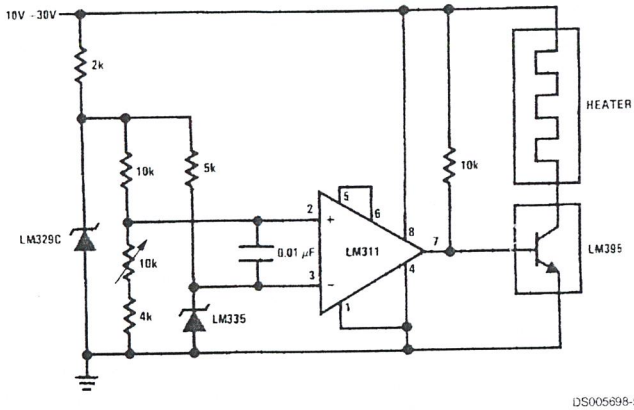 10V -30V
2k
HEATER
10k
5k
10k
5
6
2
+
8
7
LM329C
10k
0.01 μF
LM311
LM395
3
-
4
4k
LM335
1